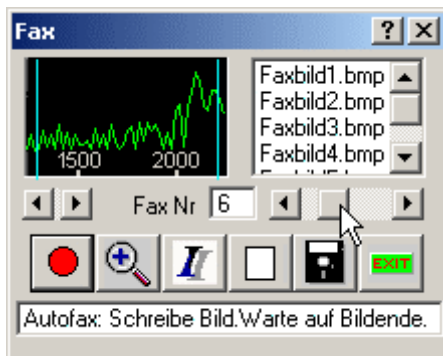 Fax
Faxbild1.bmp
Faxbild2.bmp
Faxbild3.bmp
Faxbild4.bmp
1500 2000
Fax Nr 6
EXIT
Autofax: Schreibe Bild.Warte auf Bildende.